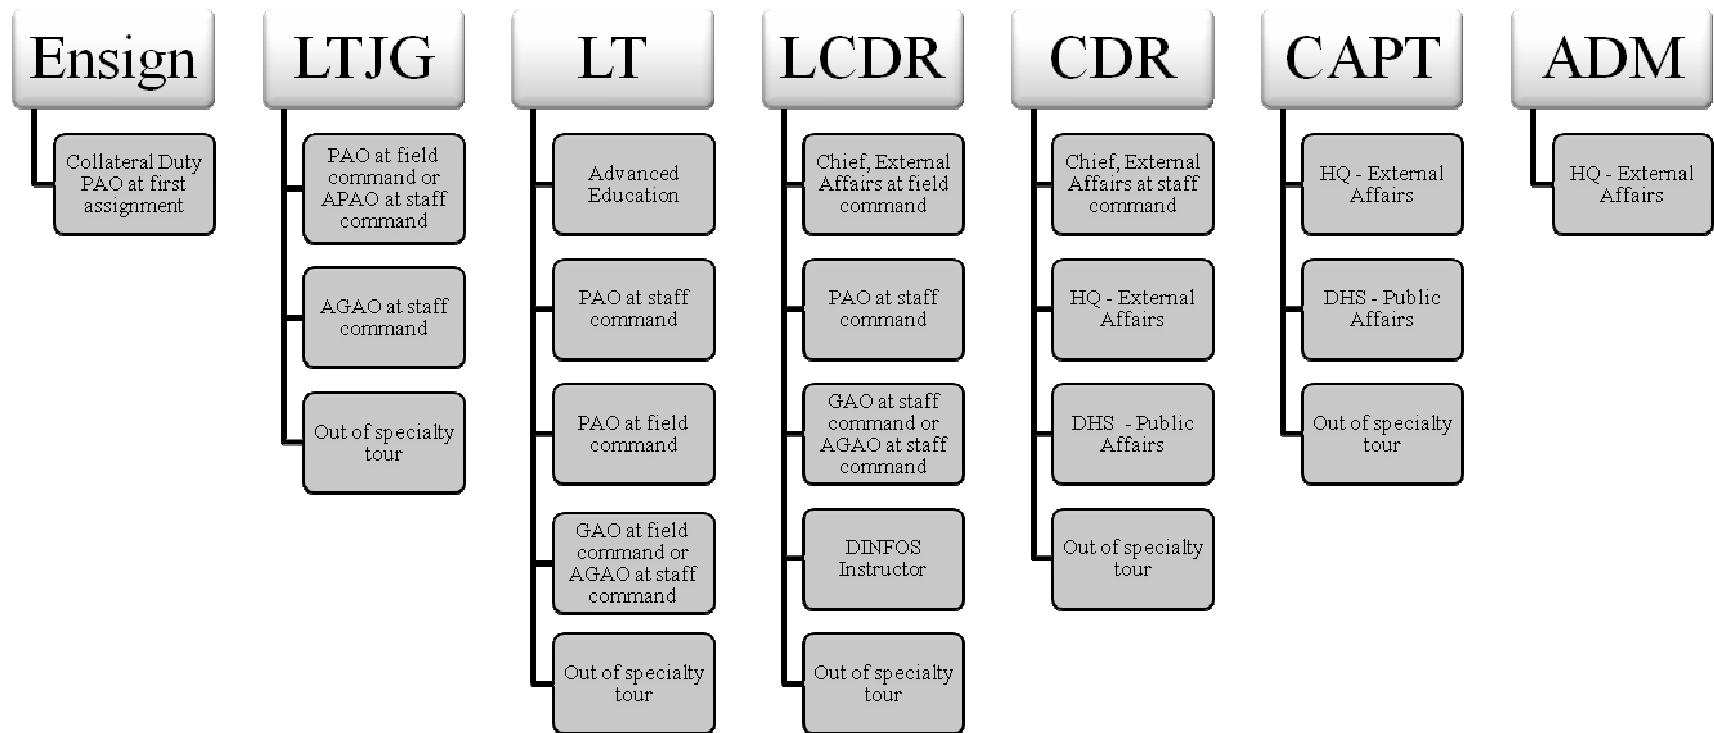 Ensign
Collateral Duty
PAO at first
assignment
LTJG
PAO at field
command or
APAO at staff
command
AGAO at staff
command
Out of specialty
tour
LT
Advanced
Education
PAO at staff
command
PAO at field
command
GAO at field
command or
AGAO at staff
command
Out of specialty
tour
LCDR
Chief, External
Affairs at field
command
PAO at staff
command
GAO at staff
command or
AGAO at staff
command
DINFOS
Instructor
Out of specialty
tour
CDR
Chief, External
Affairs at staff
command
HQ - External
Affairs
DHS - Public
Affairs
Out of specialty
tour
CAPT
HQ - External
Affairs
DHS - Public
Affairs
Out of specialty
tour
ADM
HQ - External
Affairs